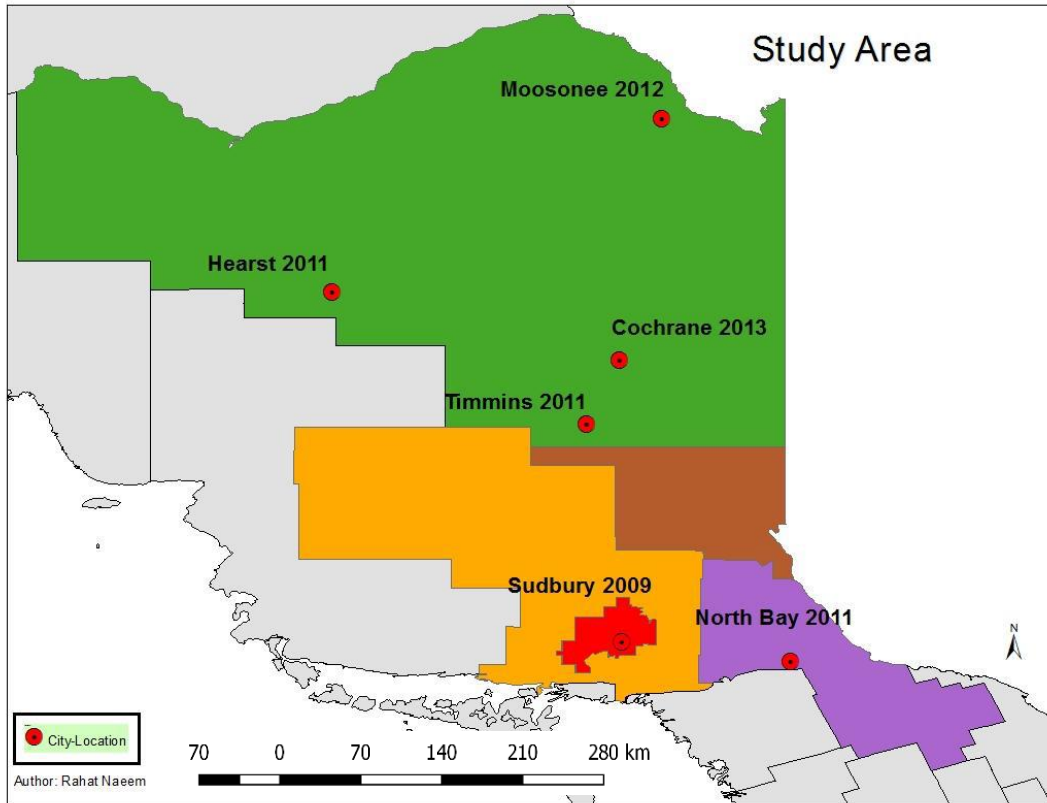 Study Area
Moosonee 2012
Hearst 2011
Cochrane 2013
Timmins 2011
Sudbury 2009
North Bay 2011
N
City-Location
Author: Rahat Naeem
70 0 70 140 210 280 km